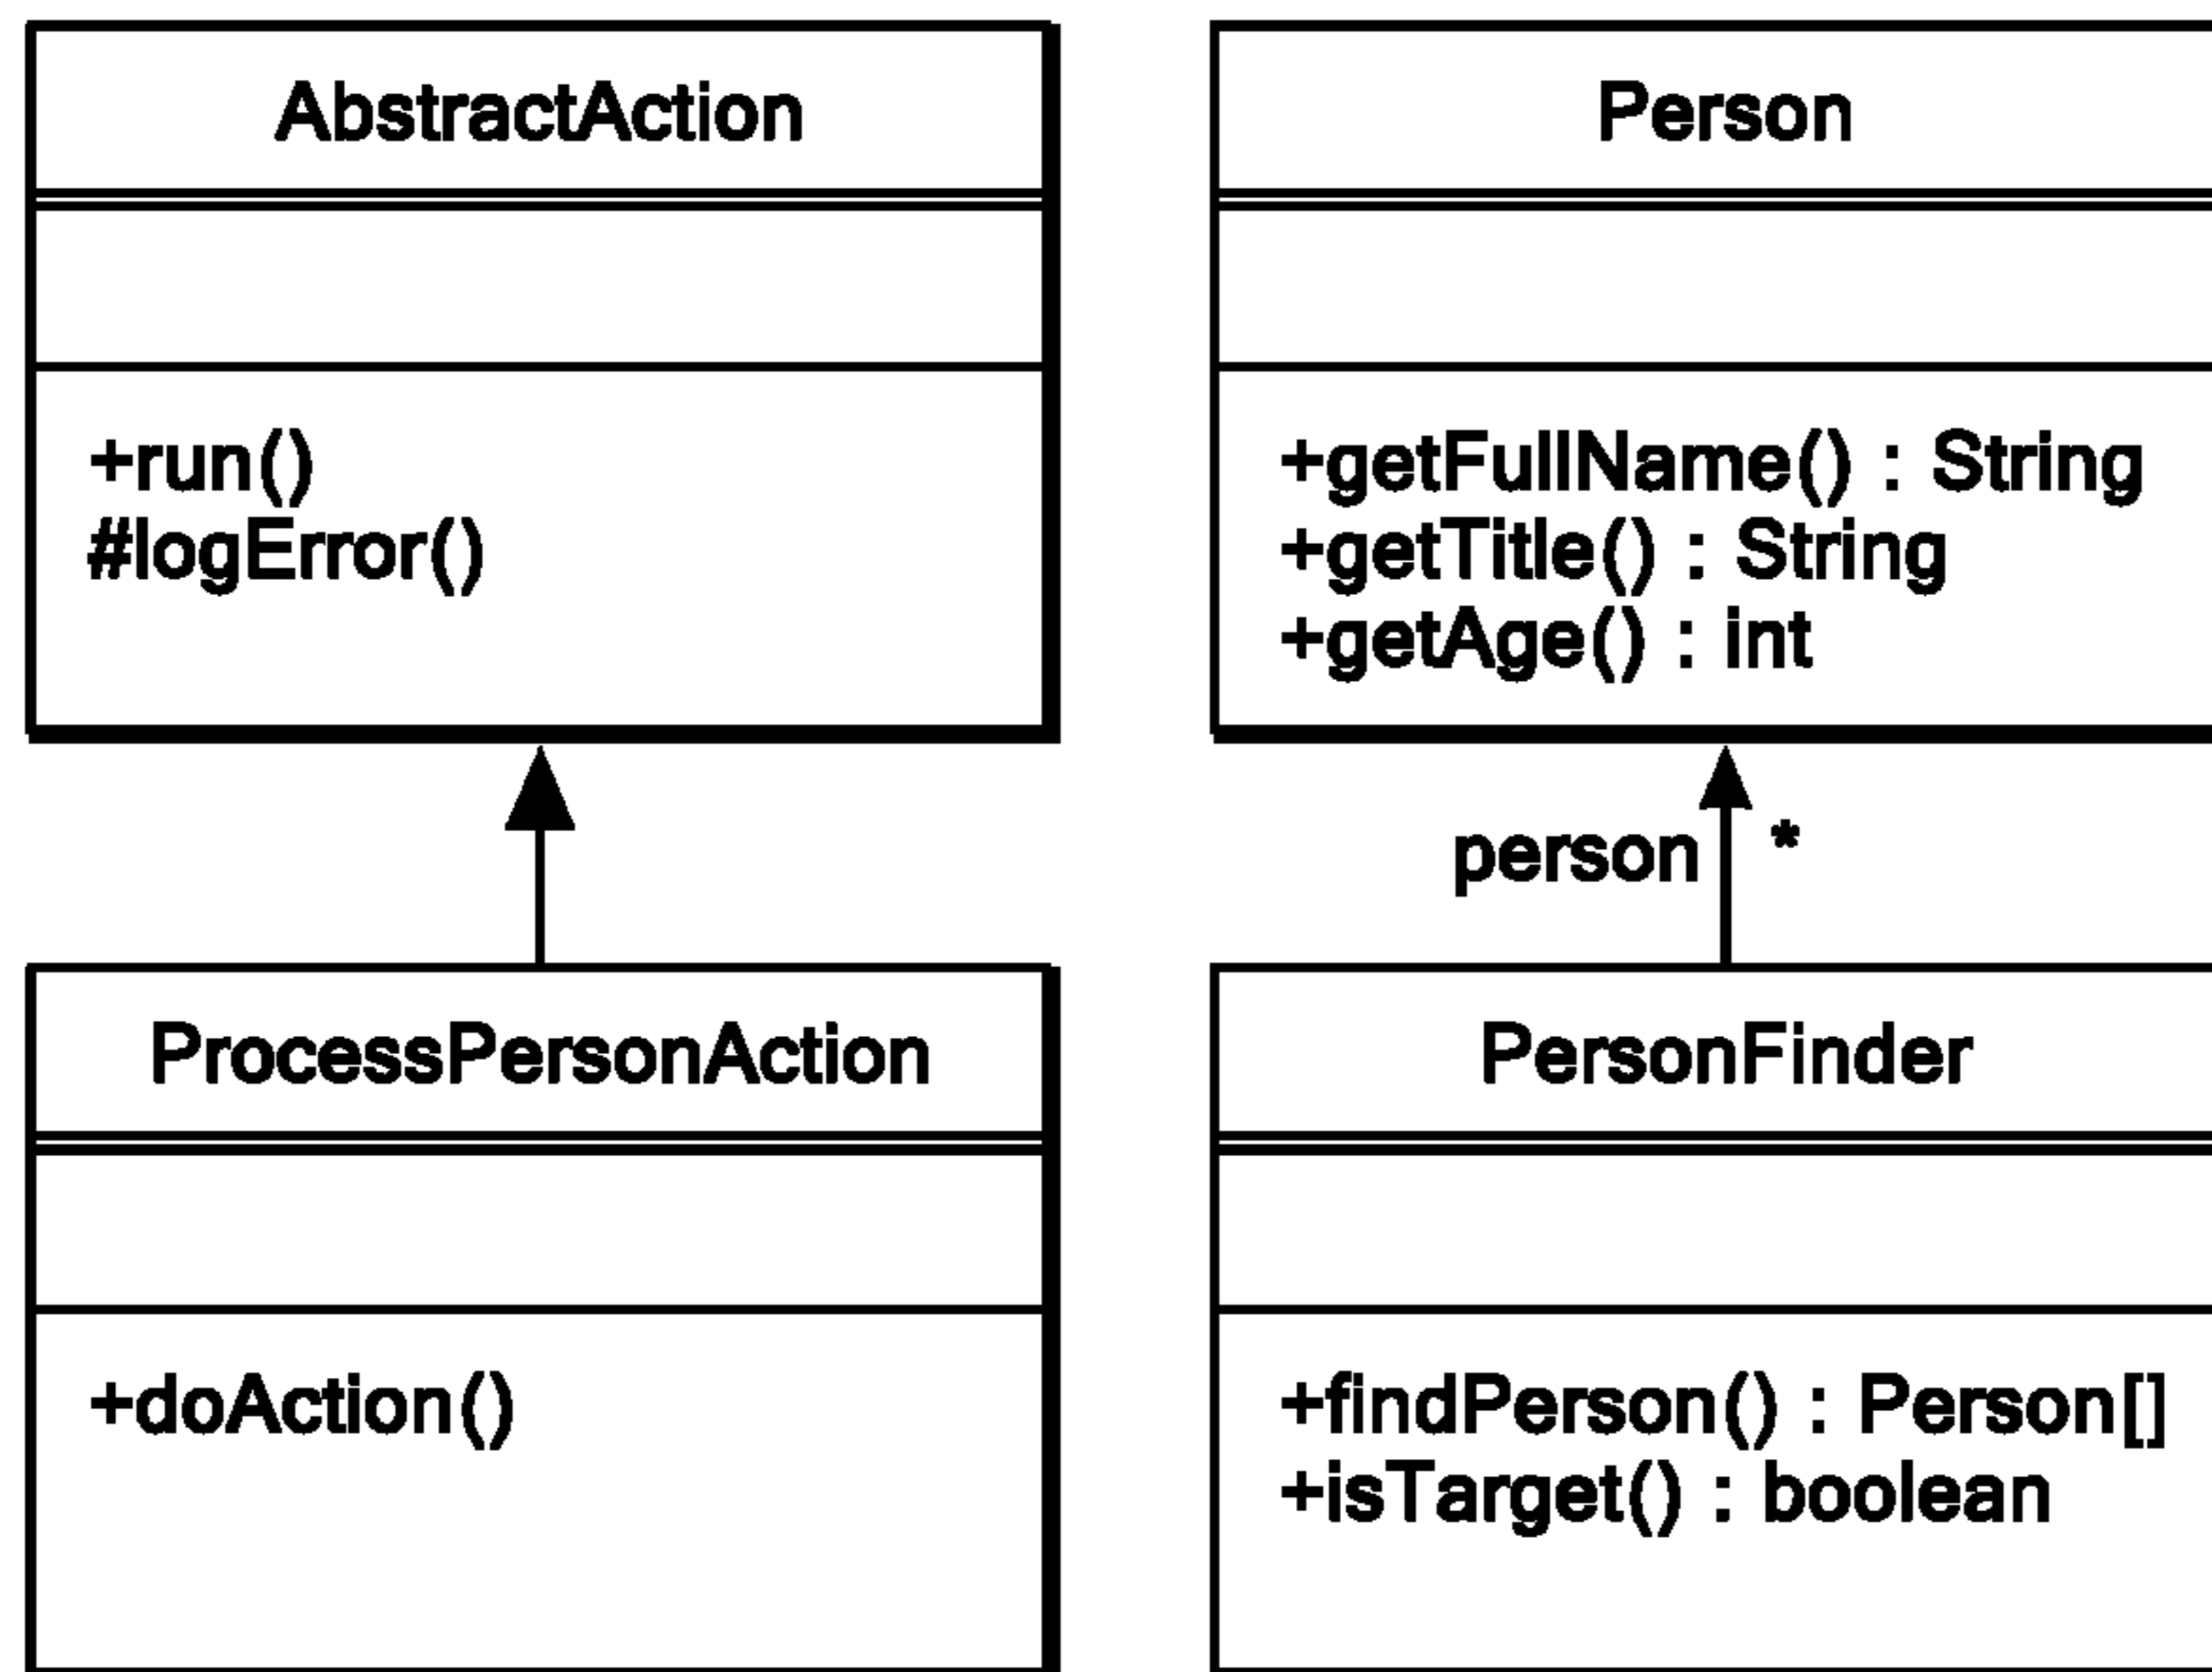 AbstractAction
+run()
#logError()
Person
+getFullName() : String
+getTitle() : String
+getAge() : int
person *
ProcessPersonAction
+doAction()
PersonFinder
+findPerson() : Person[]
+isTarget() : boolean